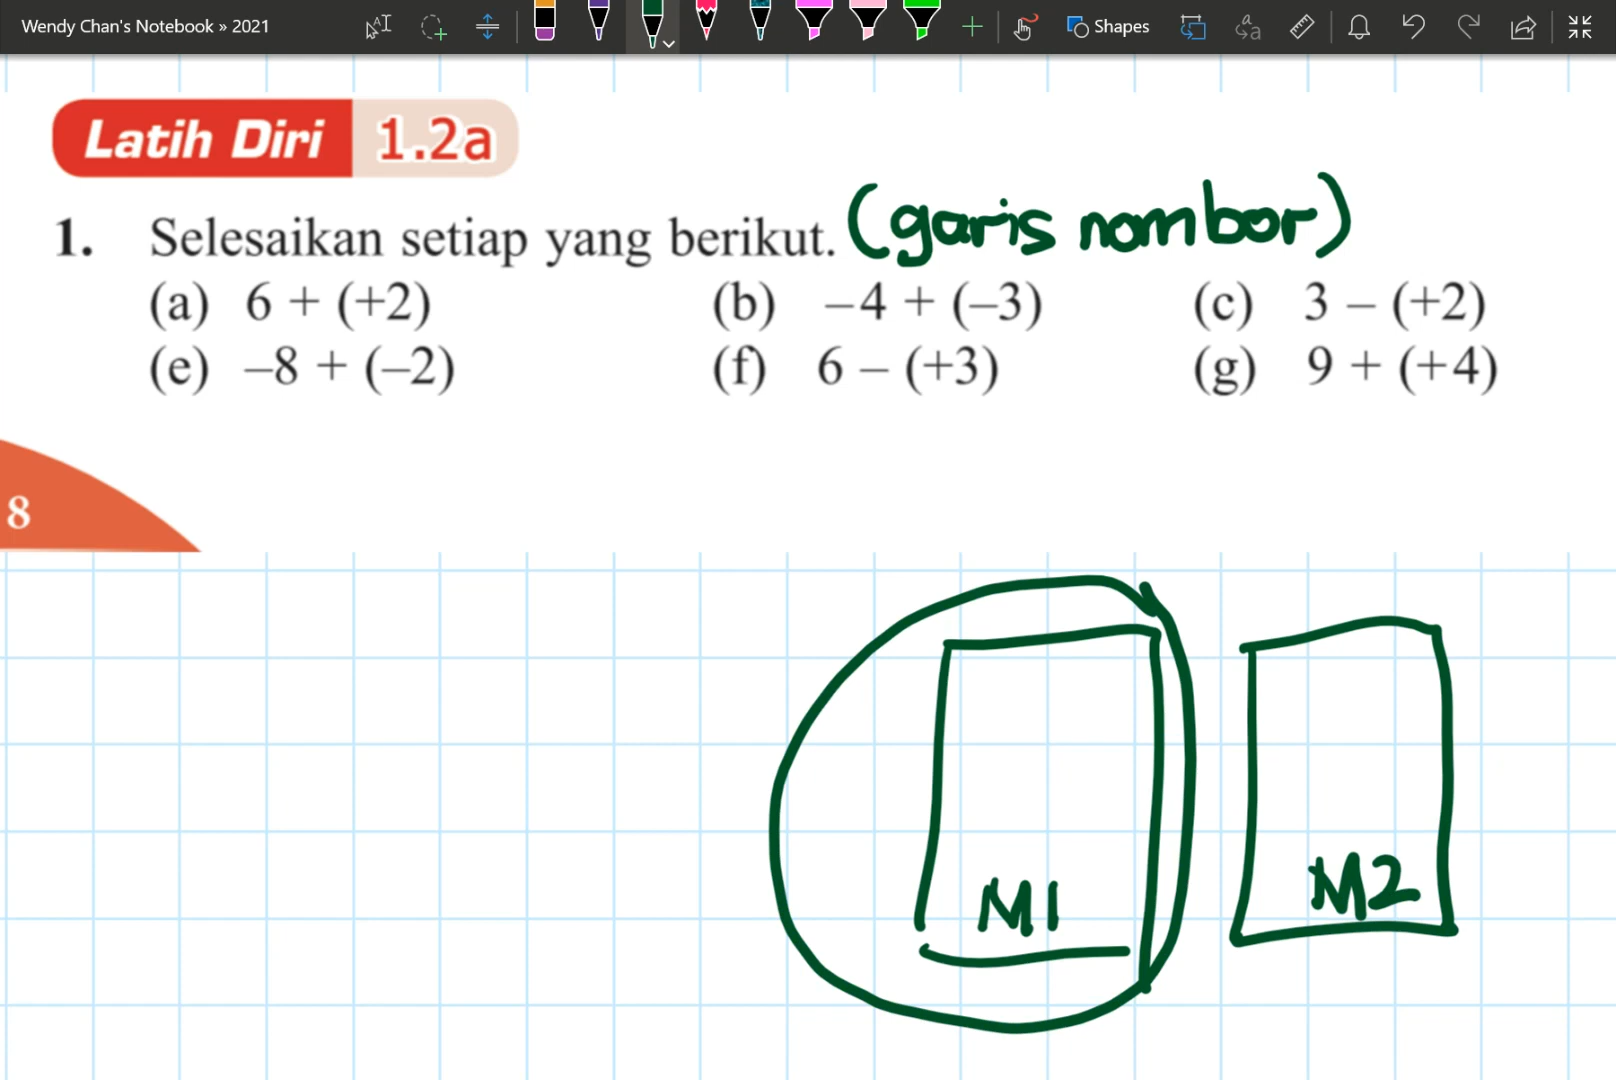 Wendy Chan's Notebook » 2021
Shapes
Latih Diri 1.2a
1. Selesaikan setiap yang berikut. (garis nombor)
(a) 6 + (+2) (b) –4 + (–3) (c) 3 – (+2)
(e) –8 + (–2) (f) 6 – (+3) (g) 9 + (+4)
8
M1 M2